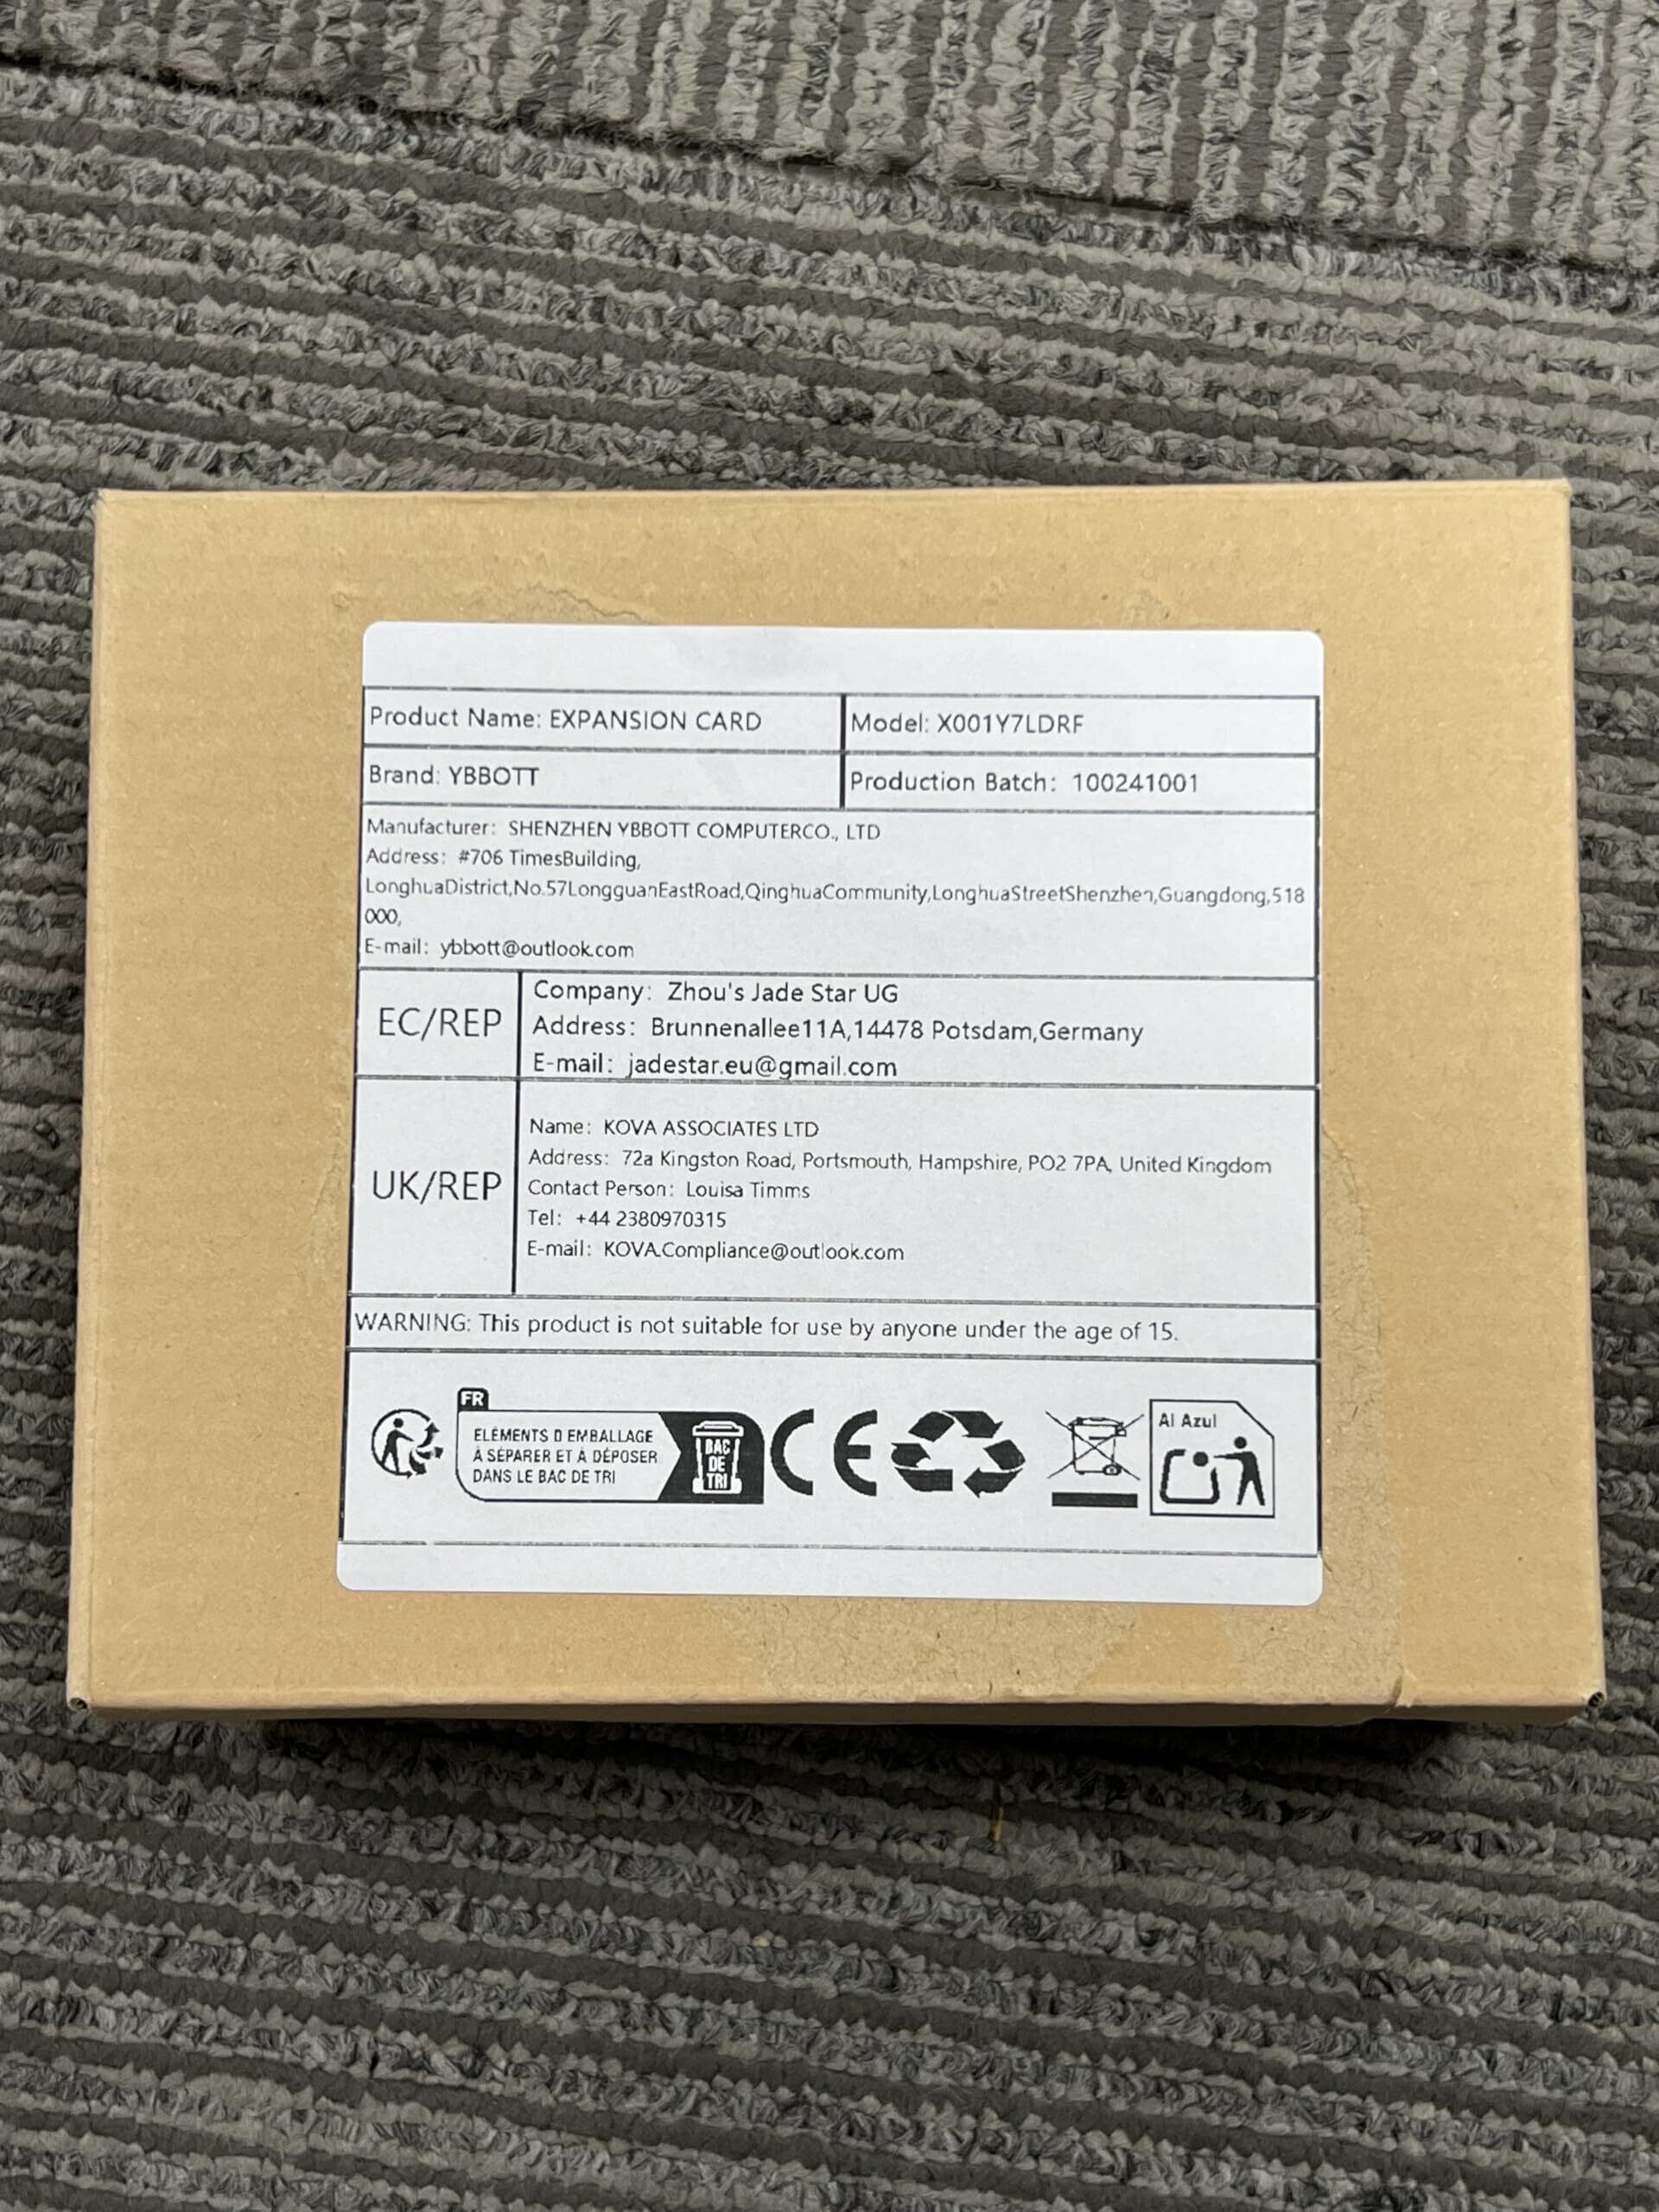 Product Name: EXPANSION CARD
Model: X001Y7LDRF
Brand: YBBOTT
Production Batch: 100241001
Manufacturer: SHENZHEN YBBOTT COMPUTERCO., LTD
Address: #706 TimesBuilding,
LonghuaDistrict,No.57LongguanEastRoad,QinghuaCommunity,LonghuaStreetShenzhen,Guangdong,518
000,
E-mail: ybbott@outlook.com
EC/REP
Company: Zhou's Jade Star UG
Address: Brunnenallee11A,14478 Potsdam,Germany
E-mail: jadestar.eu@gmail.com
UK/REP
Name: KOVA ASSOCIATES LTD
Address: 72a Kingston Road, Portsmouth, Hampshire, PO2 7PA, United Kingdom
Contact Person: Louisa Timms
Tel: +44 2380970315
E-mail: KOVA.Compliance@outlook.com
WARNING: This product is not suitable for use by anyone under the age of 15.
FR
ELÉMENTS D EMBALLAGE
À SÉPARER ET À DÉPOSER
DANS LE BAC DE TRI
BAC
DE
TRI
CE
Al Azul